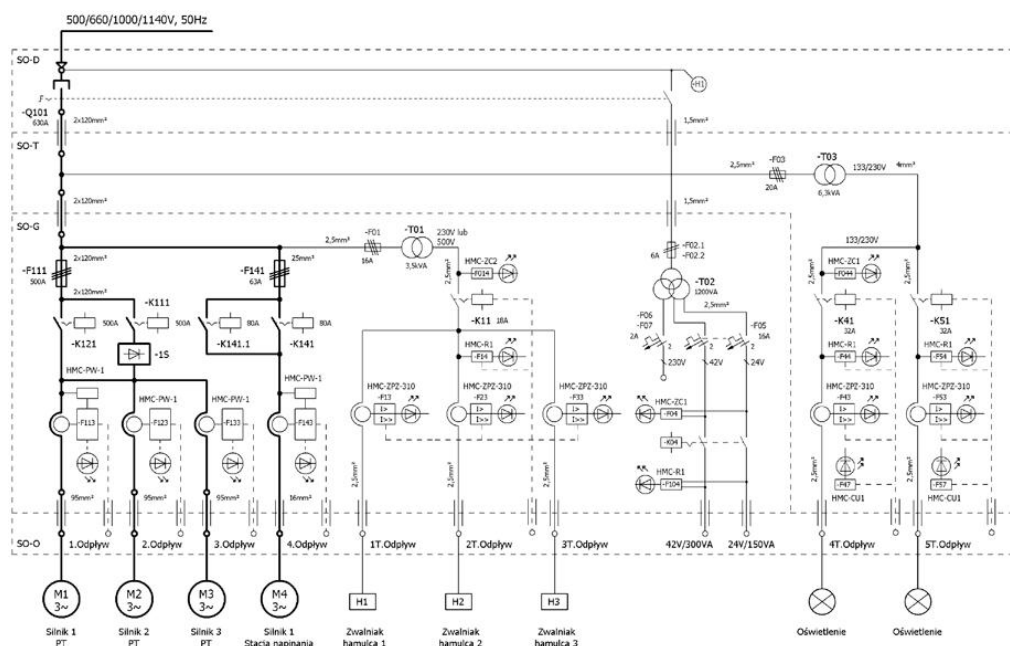 500/660/1000/1140V, 50Hz
SO-D
-H1
-Q101
630A
2x120mm²
1,5mm²
SO-T
2,5mm²
-F03
20A
-T03
6,3kVA
133/230V
4mm²
2x120mm²
1,5mm²
SO-G
-F111
500A
2x120mm²
-F141
63A
25mm²
2,5mm²
-F01
16A
-T01
3,5kVA
230V lub
500V
HMC-ZC2
-F014
6A
-F02.1
-F02.2
-T02
1200VA
2,5mm²
133/230V
HMC-ZC1
-F044
2x120mm²
-K111
500A
-K121
500A
80A
-K141.1
80A
-K141
-K11
18A
-F06
-F07
2A
2
2
2
-F05
16A
-K41
32A
-K51
32A
-1S
HMC-R1
-F14
230V
42V
24V
HMC-R1
-F44
HMC-R1
-F54
HMC-PW-1
HMC-PW-1
HMC-PW-1
HMC-PW-1
-F113
-F123
-F133
-F143
HMC-ZPZ-310
-F13
I>
I>>
HMC-ZPZ-310
-F23
I>
I>>
HMC-ZPZ-310
-F33
I>
I>>
HMC-ZC1
-F04
-K04
HMC-R1
-F104
HMC-ZPZ-310
-F43
I>
I>>
HMC-ZPZ-310
-F53
I>
I>>
-F47
HMC-CU1
-F57
HMC-CU1
95mm²
95mm²
95mm²
16mm²
2,5mm²
2,5mm²
2,5mm²
2,5mm²
2,5mm²
SO-O
1.Odpływ
2.Odpływ
3.Odpływ
4.Odpływ
1T.Odpływ
2T.Odpływ
3T.Odpływ
42V/300VA
24V/150VA
4T.Odpływ
5T.Odpływ
M1
3~
M2
3~
M3
3~
M4
3~
H1
H2
H3
Silnik 1
PT
Silnik 2
PT
Silnik 3
PT
Silnik 1
Stacja napinania
Zwalniak
hamulca 1
Zwalniak
hamulca 2
Zwalniak
hamulca 3
Oświetlenie
Oświetlenie